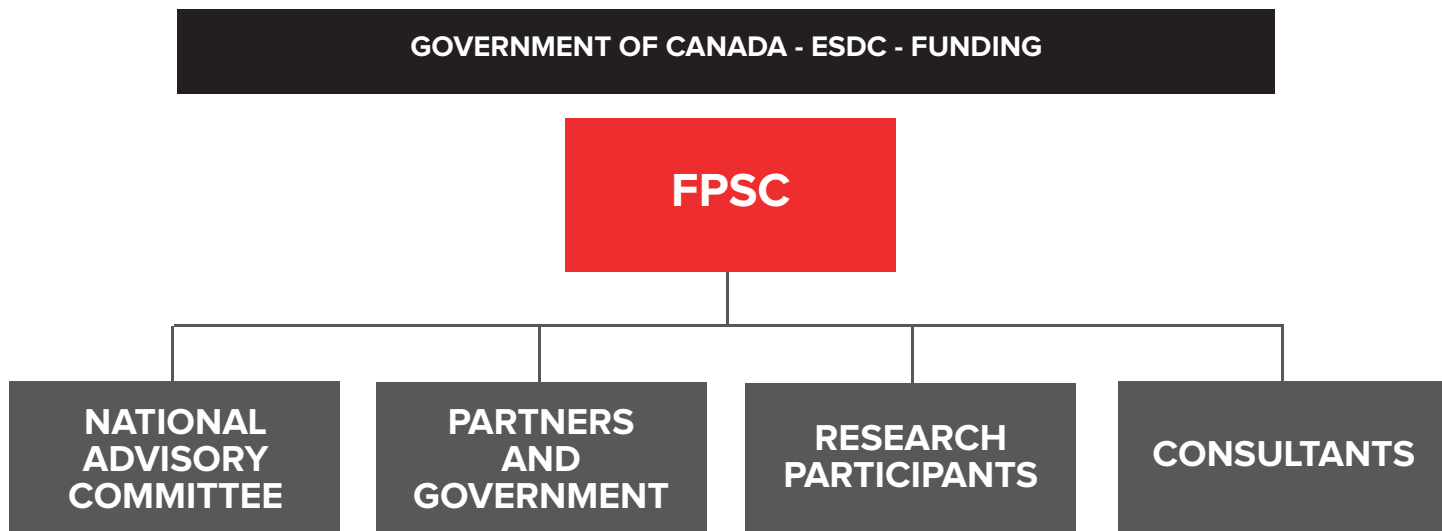 GOVERNMENT OF CANADA - ESDC - FUNDING
FPSC
NATIONAL
ADVISORY
COMMITTEE
PARTNERS
AND
GOVERNMENT
RESEARCH
PARTICIPANTS
CONSULTANTS